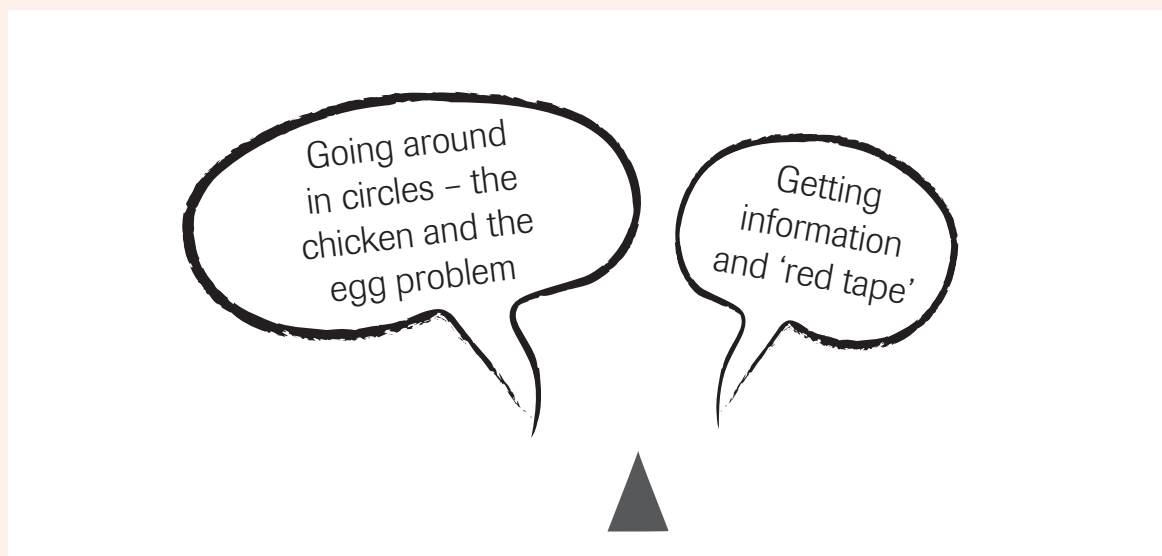 Going around
in circles – the
chicken and the
egg problem
Getting
information
and ‘red tape’